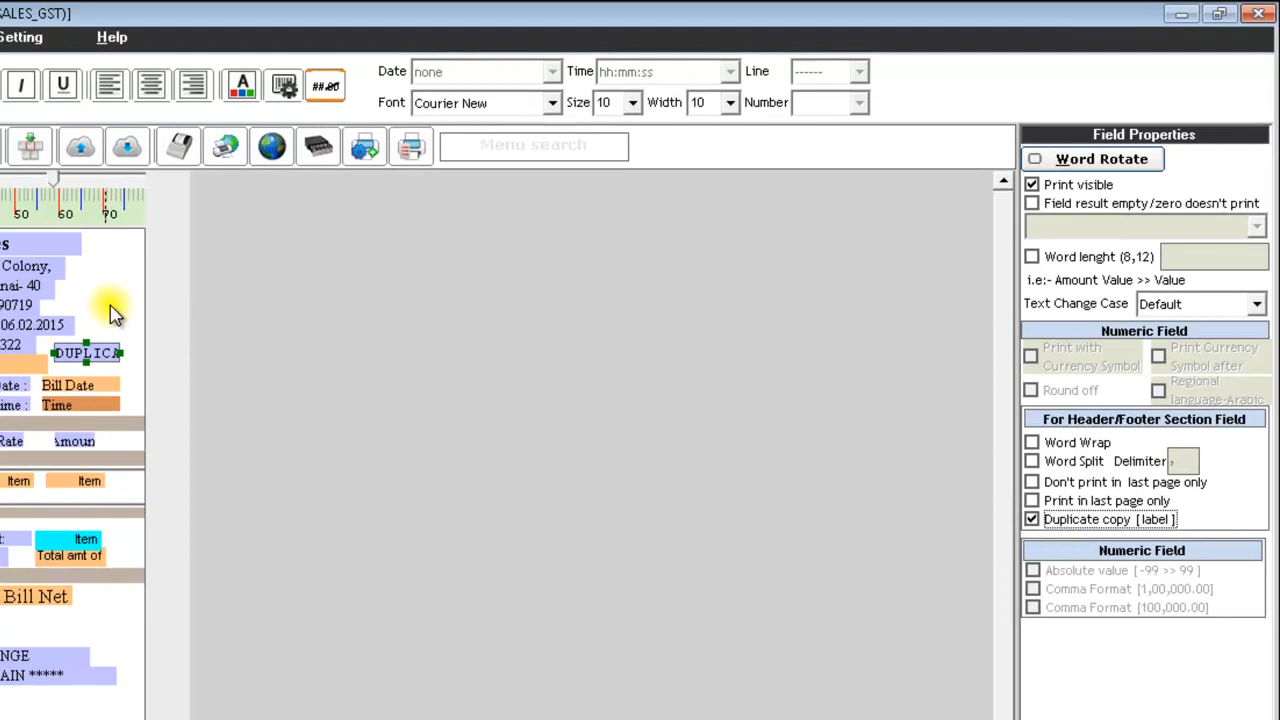 SALES_GST)]
Setting Help
I U A ##.00
Date none Time hh:mm:ss Line ------
Font Courier New Size 10 Width 10 Number
Menu search
50 60 70
s
Colony,
nai- 40
90719
06.02.2015
322 DUPLICA
ate : Bill Date
ime : Time
Rate Amoun
Item Item
t: Item
Total amt of
Bill Net
NGE
AIN *****
Field Properties
Word Rotate
Print visible
Field result empty/zero doesn't print
Word lenght (8,12)
i.e:- Amount Value >> Value
Text Change Case Default
Numeric Field
Print with Currency Symbol
Print Currency Symbol after
Round off
Regional language-Arabic
For Header/Footer Section Field
Word Wrap
Word Split Delimiter ,
Don't print in last page only
Print in last page only
Duplicate copy [label]
Numeric Field
Absolute value [ -99 >> 99 ]
Comma Format [1,00,000.00]
Comma Format [100,000.00]